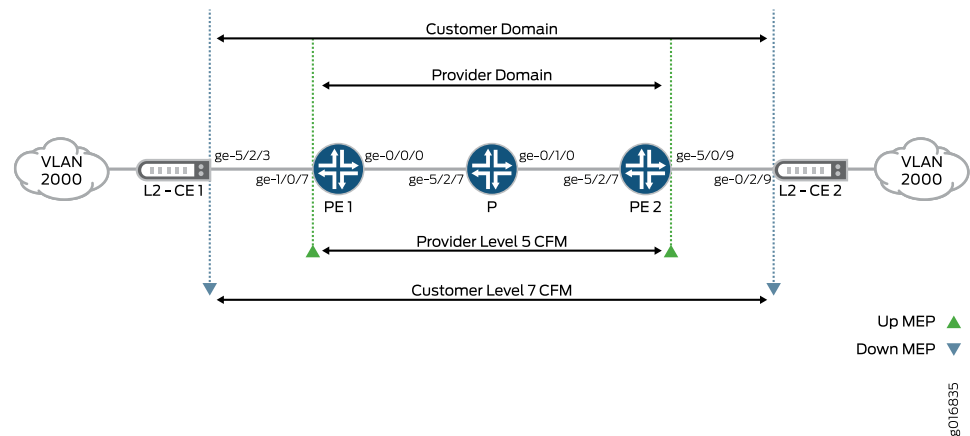 Customer Domain
Provider Domain
VLAN
2000
L2 – CE 1
ge-5/2/3
ge-1/0/7
PE 1
ge-0/0/0
ge-5/2/7
P
ge-0/1/0
ge-5/2/7
PE 2
ge-5/0/9
ge-0/2/9
L2 – CE 2
VLAN
2000
Provider Level 5 CFM
Customer Level 7 CFM
Up MEP
Down MEP
g016835